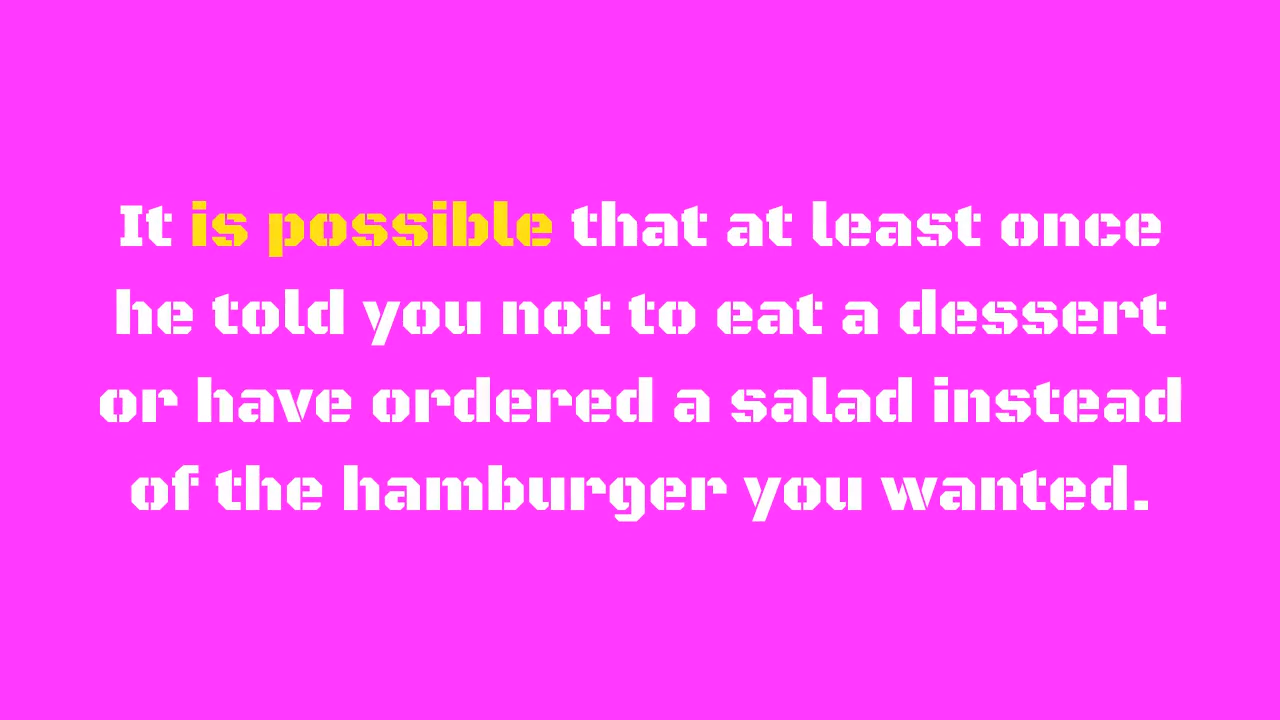 It is possible that at least once
he told you not to eat a dessert
or have ordered a salad instead
of the hamburger you wanted.